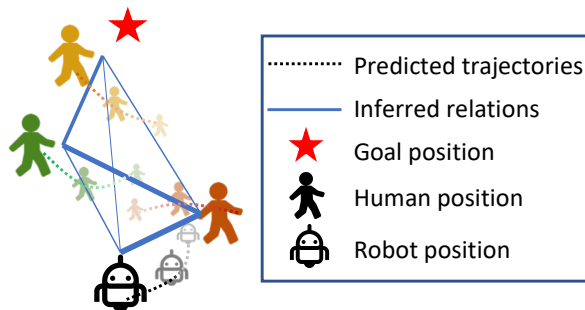 Predicted trajectories
Inferred relations
Goal position
Human position
Robot position